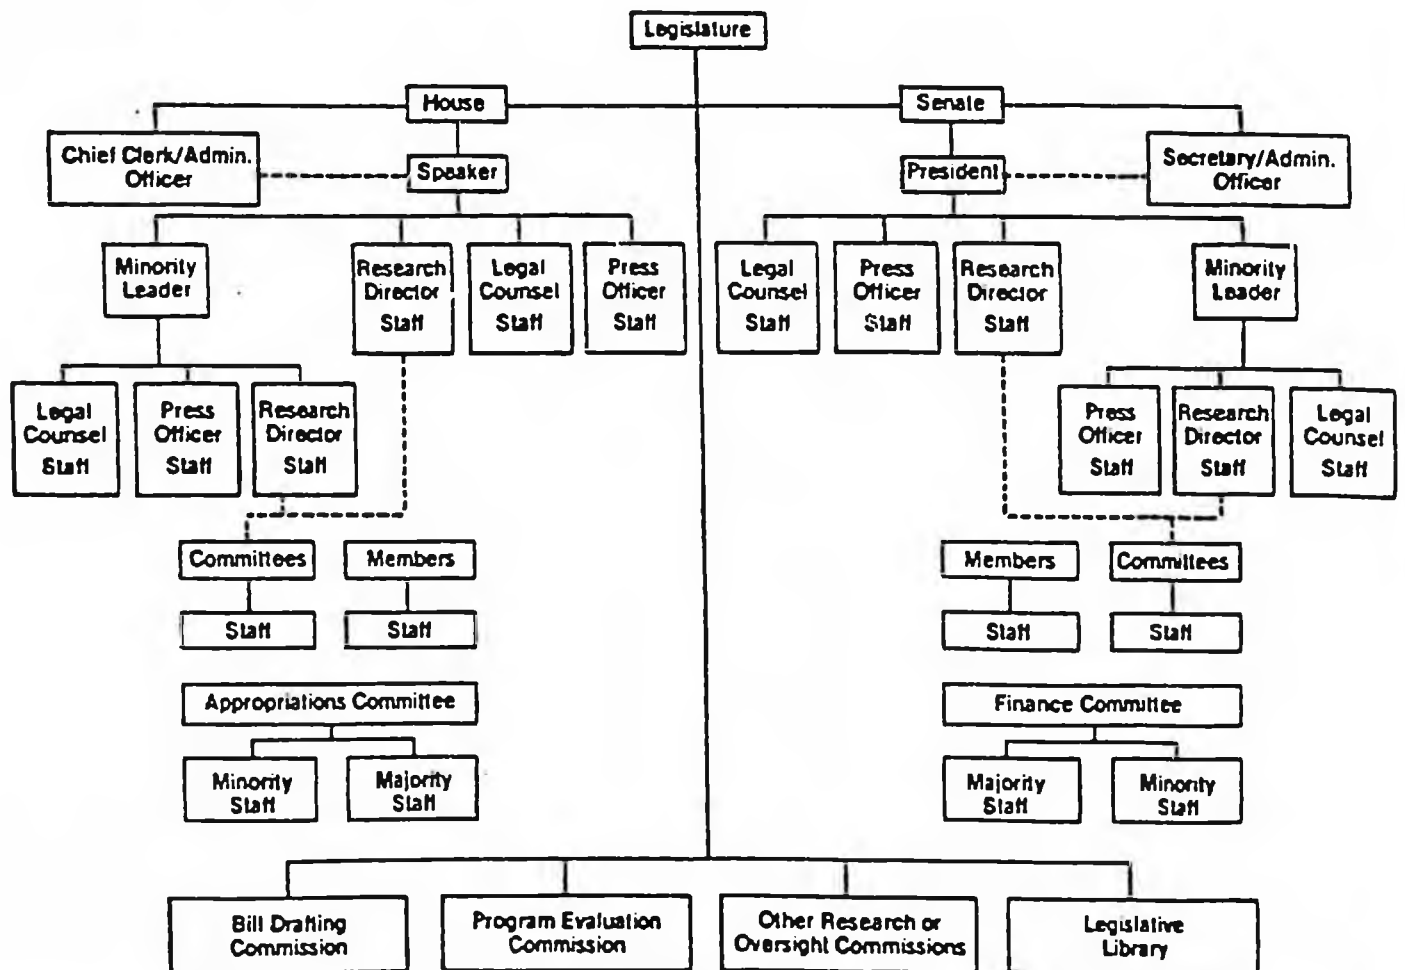 Legislature
House
Senate
Chief Clerk/Admin.
Officer
Speaker
President
Secretary/Admin.
Officer
Minority
Leader
Research
Director
Staff
Legal
Counsel
Staff
Press
Officer
Staff
Legal
Counsel
Staff
Press
Officer
Staff
Research
Director
Staff
Minority
Leader
Legal
Counsel
Staff
Press
Officer
Staff
Research
Director
Staff
Press
Officer
Staff
Research
Director
Staff
Legal
Counsel
Staff
Committees
Members
Members
Committees
Staff
Staff
Staff
Staff
Appropriations Committee
Finance Committee
Minority
Staff
Majority
Staff
Majority
Staff
Minority
Staff
Bill Drafting
Commission
Program Evaluation
Commission
Other Research or
Oversight Commissions
Legislative
Library